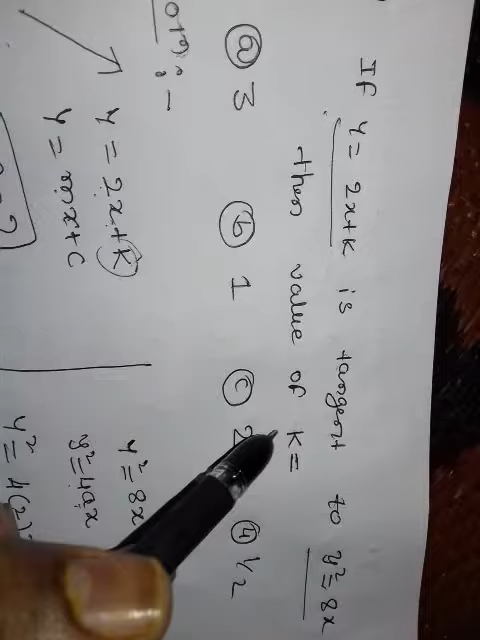 If y = 2x+k is tangent to y² = 8x
then value of K =
ⓐ 3 ⓑ 1 ⓒ 2 ④ 1/2
y = 2x+K
y = mx+c
y² = 8x
y² = 4ax
y² = 4(2)